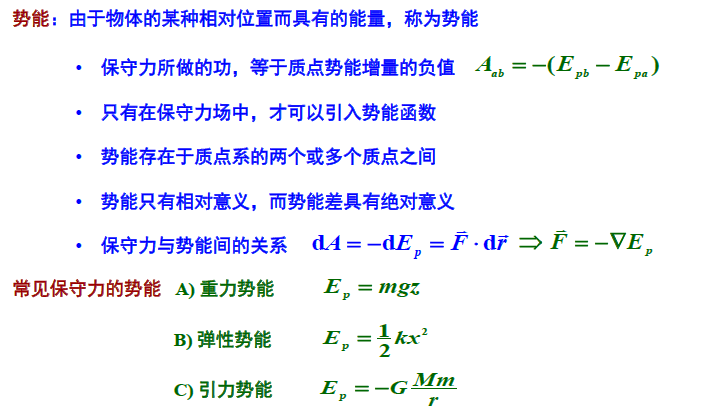 势能：由于物体的某种相对位置而具有的能量，称为势能
• 保守力所做的功，等于质点势能增量的负值 $A_{ab} = -(E_{pb} - E_{pa})$
• 只有在保守力场中，才可以引入势能函数
• 势能存在于质点系的两个或多个质点之间
• 势能只有相对意义，而势能差具有绝对意义
• 保守力与势能间的关系 $\mathrm{d}A = -\mathrm{d}E_p = \vec{F} \cdot \mathrm{d}\vec{r} \Rightarrow \vec{F} = -\nabla E_p$
常见保守力的势能 A) 重力势能 $E_p = mgz$
B) 弹性势能 $E_p = \frac{1}{2} kx^2$
C) 引力势能 $E_p = -G \frac{Mm}{r}$